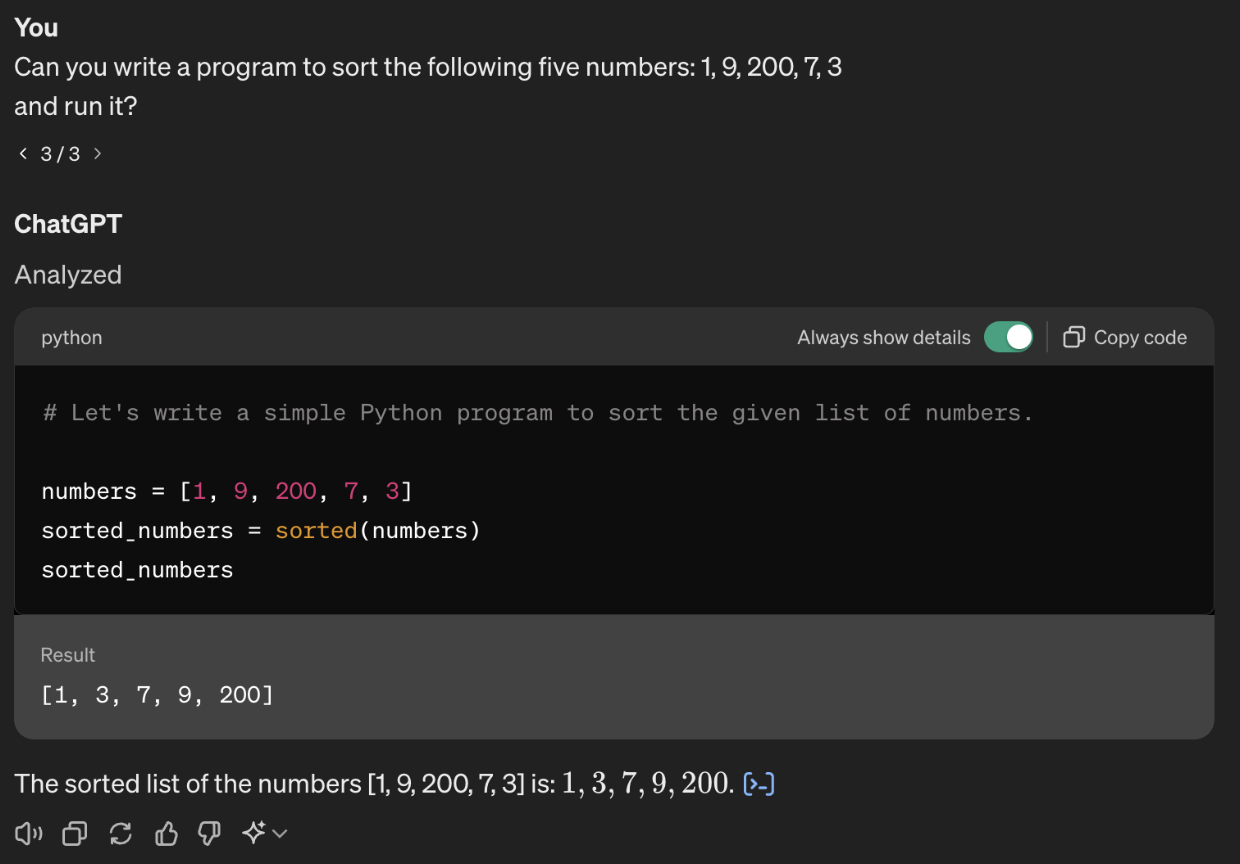 You
Can you write a program to sort the following five numbers: 1, 9, 200, 7, 3
and run it?
< 3 / 3 >
ChatGPT
Analyzed
python Always show details Copy code
# Let's write a simple Python program to sort the given list of numbers.
numbers = [1, 9, 200, 7, 3]
sorted_numbers = sorted(numbers)
sorted_numbers
Result
[1, 3, 7, 9, 200]
The sorted list of the numbers [1, 9, 200, 7, 3] is: 1, 3, 7, 9, 200. [>-]